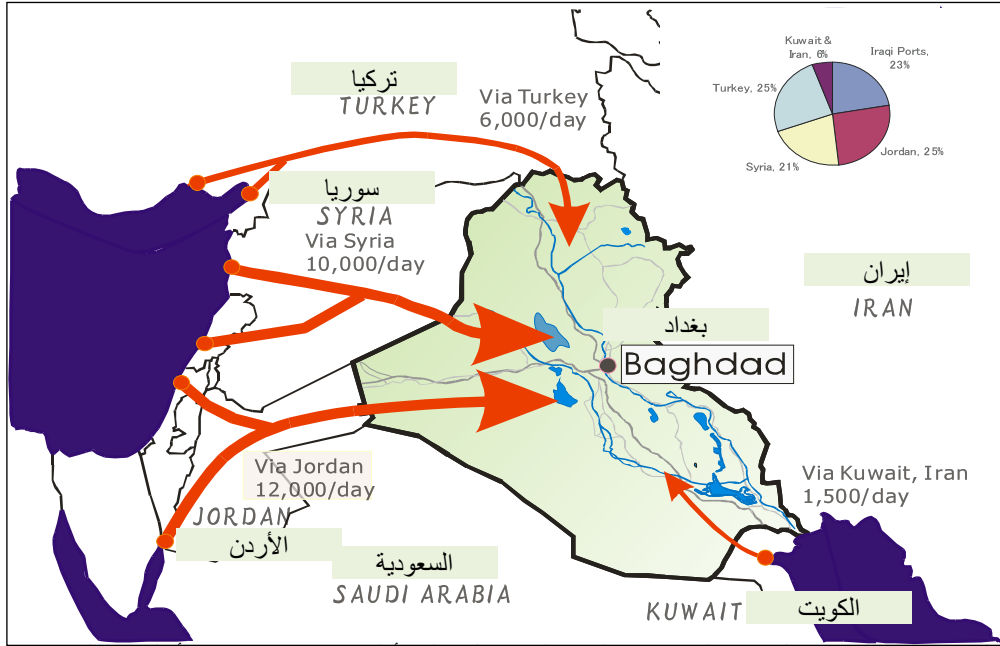 Kuwait &
Iran, 6%
Iraqi Ports,
23%
Turkey, 25%
Syria, 21%
Jordan, 25%
تركيا
TURKEY
Via Turkey
6,000/day
سوريا
SYRIA
Via Syria
10,000/day
إيران
IRAN
بغداد
Baghdad
Via Jordan
12,000/day
JORDAN
الأردن
Via Kuwait, Iran
1,500/day
السعودية
SAUDI ARABIA
KUWAIT
الكويت